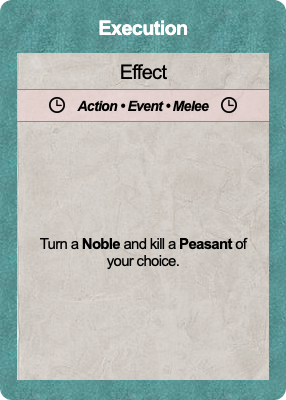 Execution
Effect
Action • Event • Melee
Turn a Noble and kill a Peasant of
your choice.